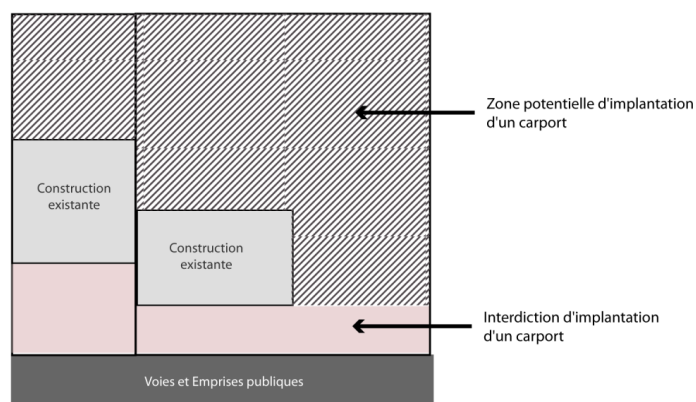 Zone potentielle d'implantation
d'un carport
Construction
existante
Construction
existante
Interdiction d'implantation
d'un carport
Voies et Emprises publiques